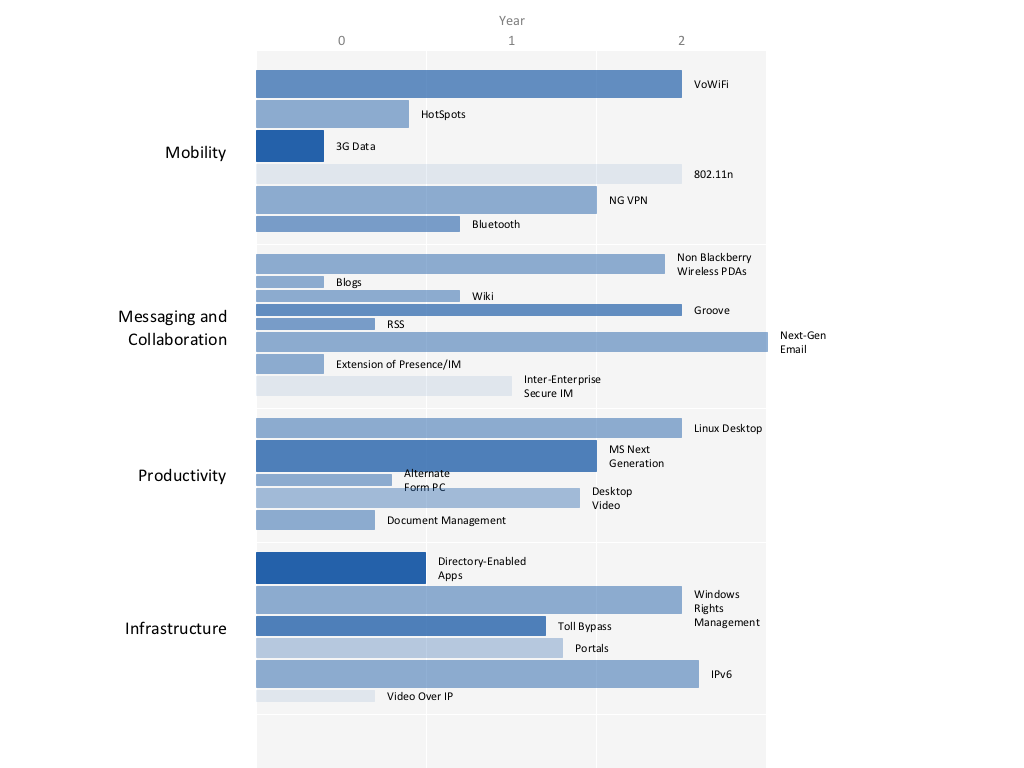 Year
0 1 2
Mobility
VoWiFi
HotSpots
3G Data
802.11n
NG VPN
Bluetooth
Messaging and
Collaboration
Non Blackberry
Wireless PDAs
Blogs
Wiki
Groove
RSS
Next-Gen
Email
Extension of Presence/IM
Inter-Enterprise
Secure IM
Productivity
Linux Desktop
MS Next
Generation
Alternate
Form PC
Desktop
Video
Document Management
Infrastructure
Directory-Enabled
Apps
Windows
Rights
Management
Toll Bypass
Portals
IPv6
Video Over IP